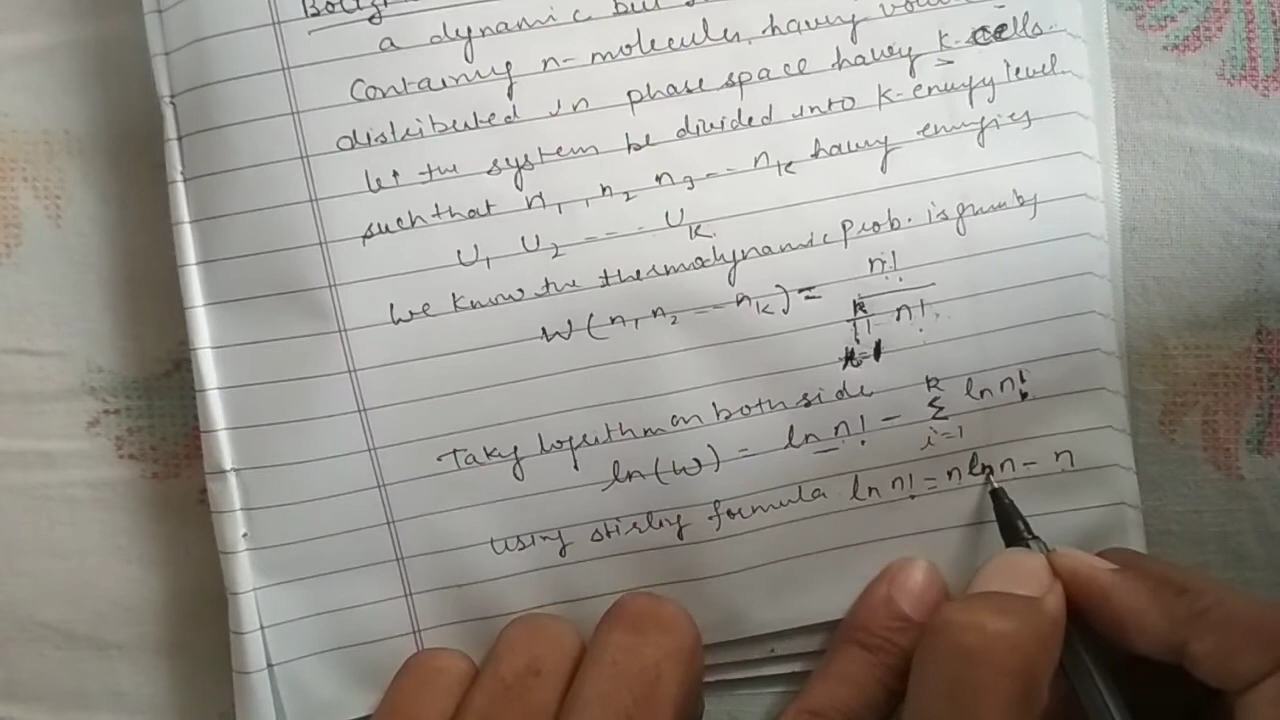 a dynamic but
Containing n- molecules having
distributed in phase space having K- cells.
let the system be divided into K-energy level
such that n1, n2 n3 -- nK having energies
U1 U2 --- UK
We know the thermodynamic prob. is given by
W(n1 n2 -- nK) = n! / k ∏ i=1 n!
Taking logarithm on both side
ln(W) = ln n! - k Σ i=1 ln ni!
using stirling formula ln n! = n ln n - n